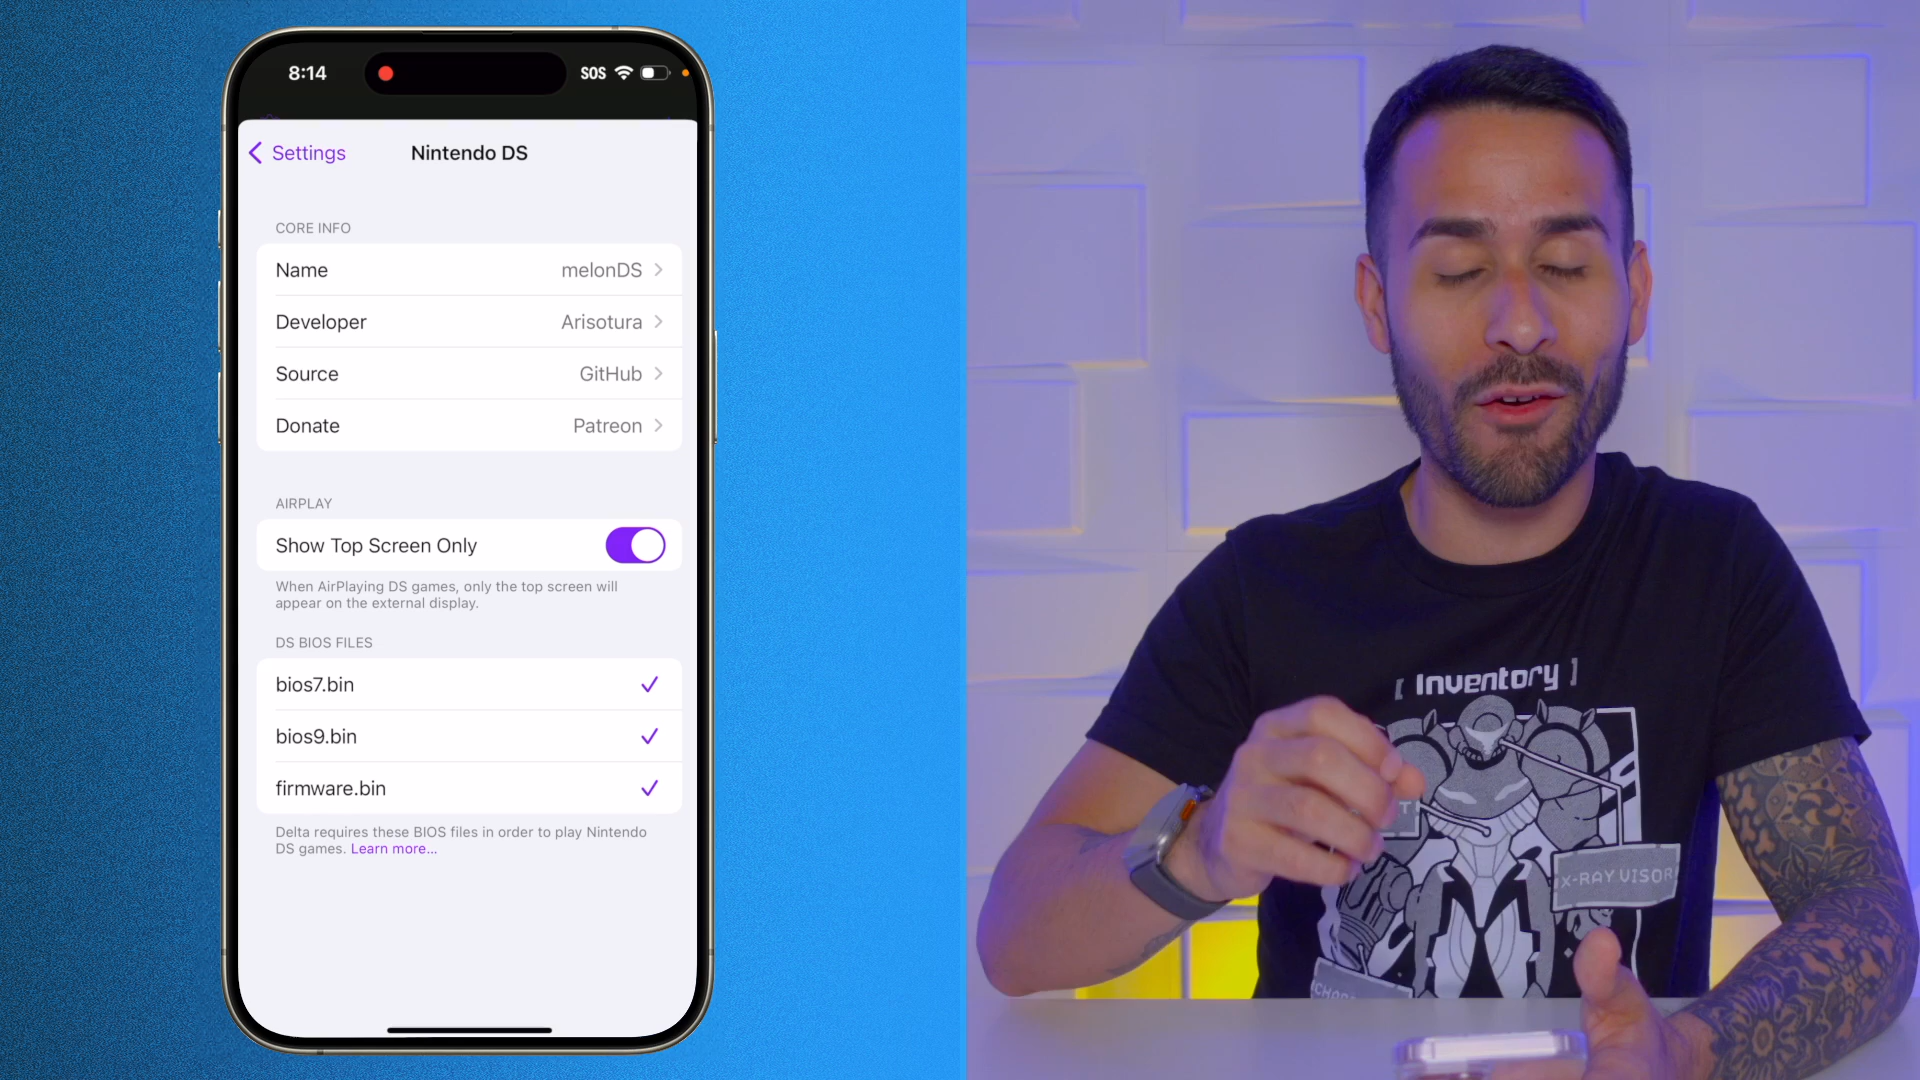 8:14
SOS
Settings
Nintendo DS
CORE INFO
Name melonDS
Developer Arisotura
Source GitHub
Donate Patreon
AIRPLAY
Show Top Screen Only
When AirPlaying DS games, only the top screen will
appear on the external display.
DS BIOS FILES
bios7.bin
bios9.bin
firmware.bin
Delta requires these BIOS files in order to play Nintendo
DS games. Learn more...
[ Inventory ]
X-RAY VISOR